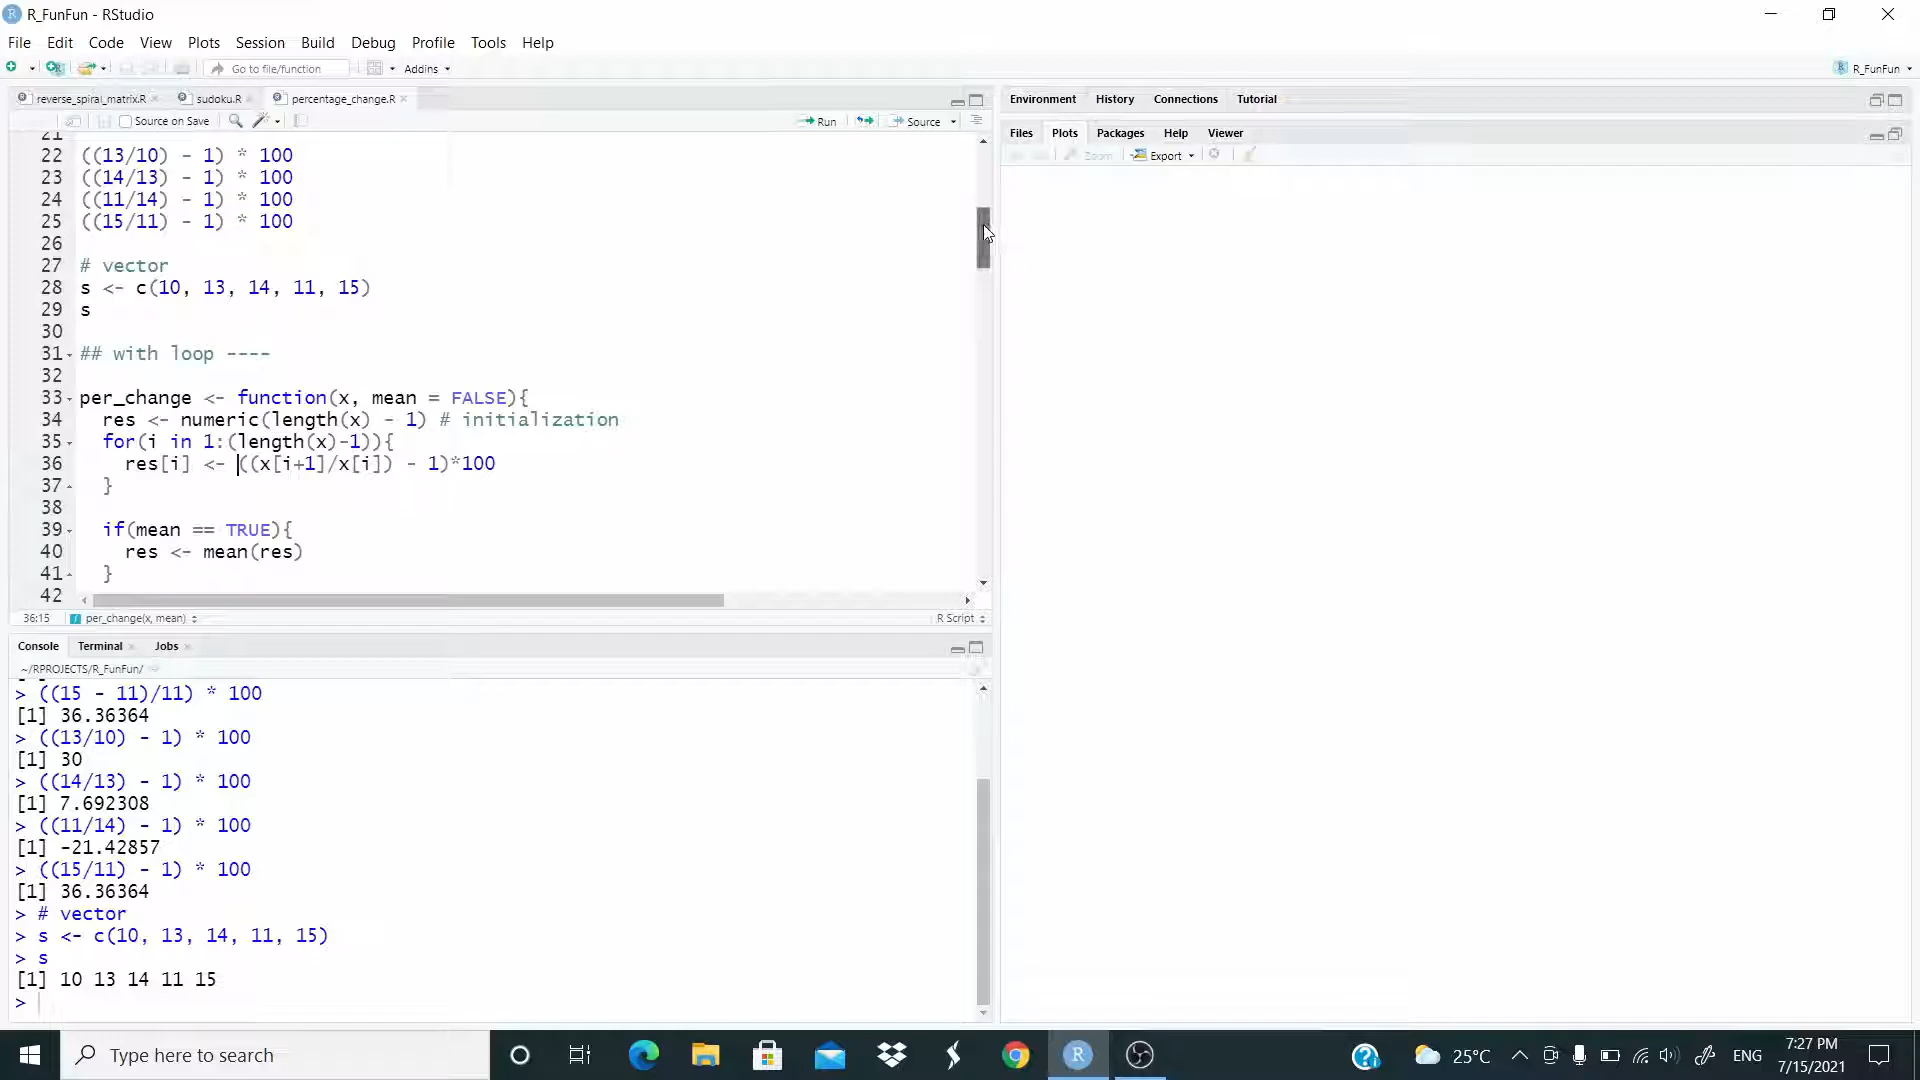 R_FunFun - RStudio
File Edit Code View Plots Session Build Debug Profile Tools Help
Go to file/function Addins R_FunFun
reverse_spiral_matrix.R sudoku.R percentage_change.R
Source on Save Run Source
21
22 ((13/10) - 1) * 100
23 ((14/13) - 1) * 100
24 ((11/14) - 1) * 100
25 ((15/11) - 1) * 100
26
27 # vector
28 s <- c(10, 13, 14, 11, 15)
29 s
30
31 ## with loop ----
32
33 per_change <- function(x, mean = FALSE){
34 res <- numeric(length(x) - 1) # initialization
35 for(i in 1:(length(x)-1)){
36 res[i] <- ((x[i+1]/x[i]) - 1)*100
37 }
38
39 if(mean == TRUE){
40 res <- mean(res)
41 }
42
36:15 per_change(x, mean) R Script
Console Terminal Jobs
~/RPROJECTS/R_FunFun/
> ((15 - 11)/11) * 100
[1] 36.36364
> ((13/10) - 1) * 100
[1] 30
> ((14/13) - 1) * 100
[1] 7.692308
> ((11/14) - 1) * 100
[1] -21.42857
> ((15/11) - 1) * 100
[1] 36.36364
> # vector
> s <- c(10, 13, 14, 11, 15)
> s
[1] 10 13 14 11 15
>
Environment History Connections Tutorial
Files Plots Packages Help Viewer
Zoom Export
Type here to search
25°C ENG
7:27 PM
7/15/2021